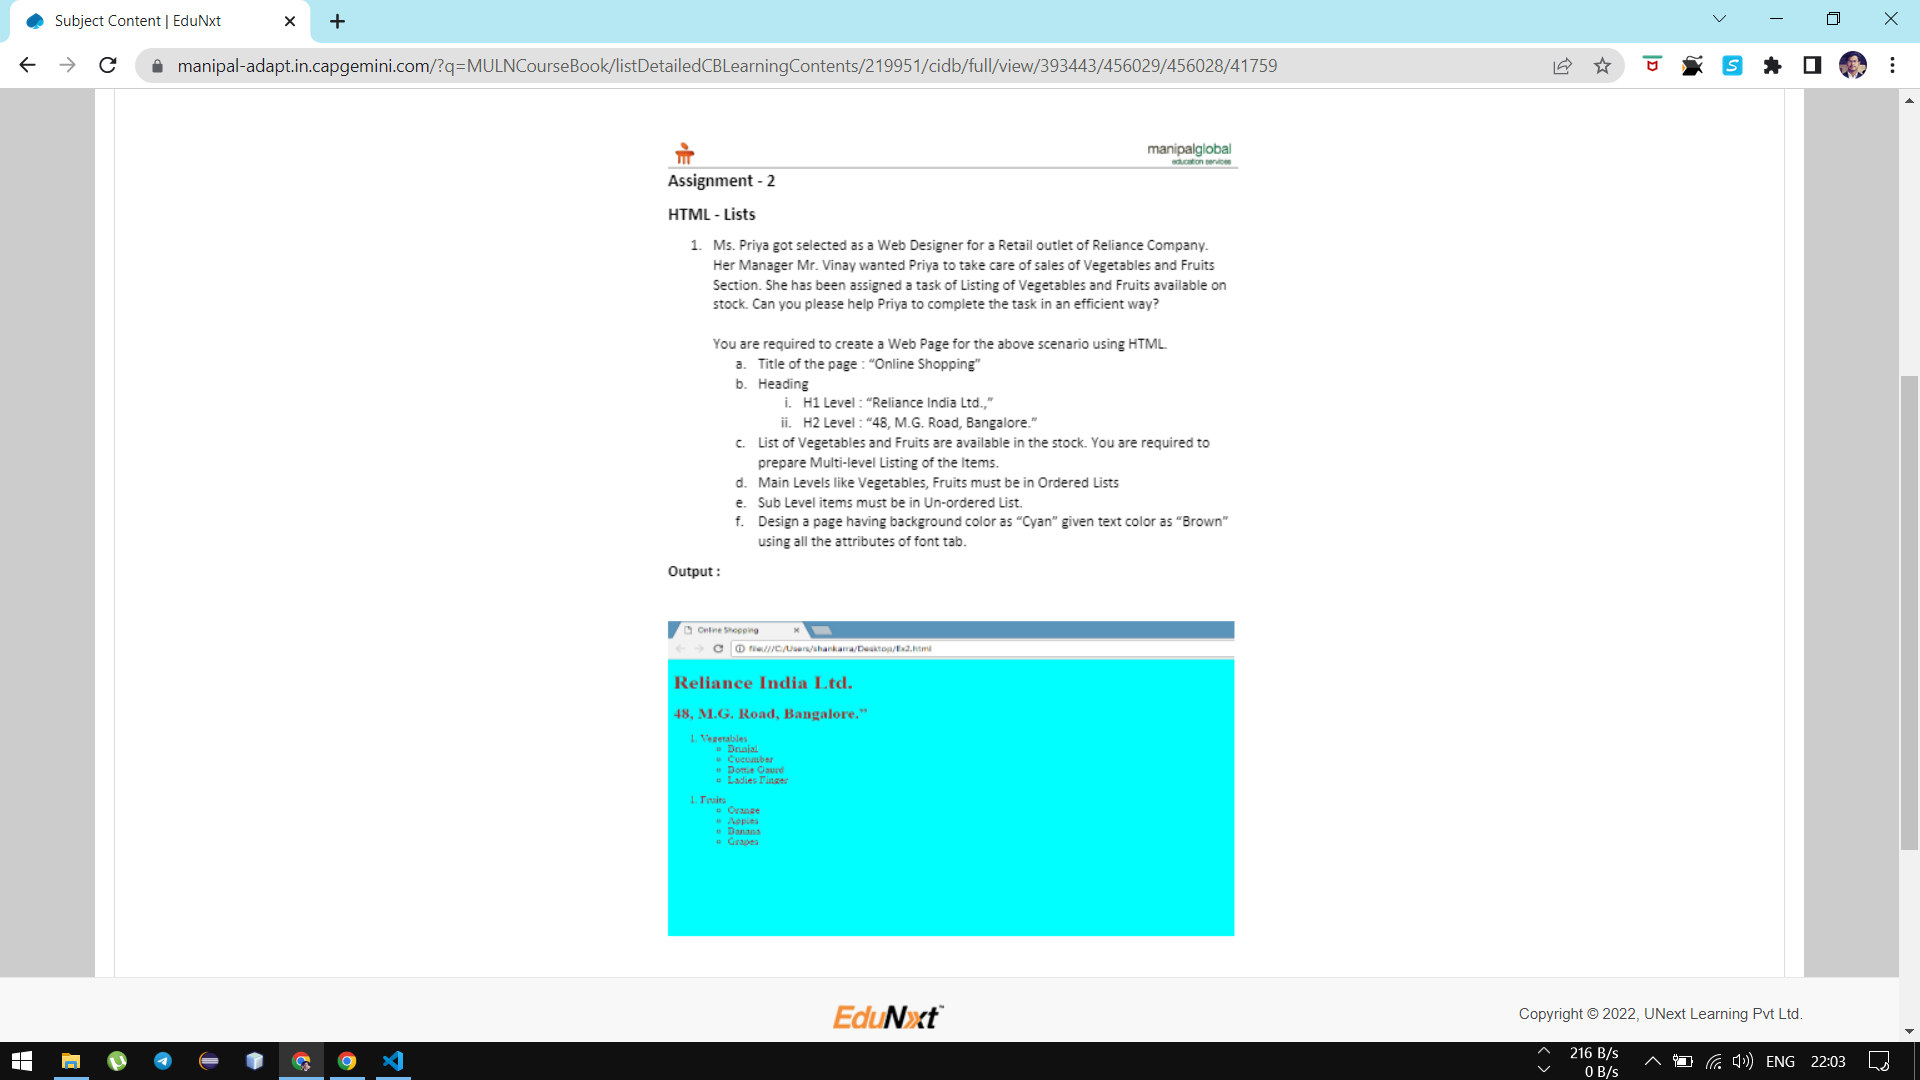 Subject Content | EduNxt
manipal-adapt.in.capgemini.com/?q=MULNCourseBook/listDetailedCBLearningContents/219951/cidb/full/view/393443/456029/456028/41759
manipalglobal
education services
Assignment - 2
HTML - Lists
1. Ms. Priya got selected as a Web Designer for a Retail outlet of Reliance Company.
Her Manager Mr. Vinay wanted Priya to take care of sales of Vegetables and Fruits
Section. She has been assigned a task of Listing of Vegetables and Fruits available on
stock. Can you please help Priya to complete the task in an efficient way?
You are required to create a Web Page for the above scenario using HTML.
a. Title of the page : “Online Shopping”
b. Heading
i. H1 Level : “Reliance India Ltd.,”
ii. H2 Level : “48, M.G. Road, Bangalore.”
c. List of Vegetables and Fruits are available in the stock. You are required to
prepare Multi-level Listing of the Items.
d. Main Levels like Vegetables, Fruits must be in Ordered Lists
e. Sub Level items must be in Un-ordered List.
f. Design a page having background color as “Cyan” given text color as “Brown”
using all the attributes of font tab.
Output :
Online Shopping
file:///C:/Users/shankarra/Desktop/Ex2.html
Reliance India Ltd.
48, M.G. Road, Bangalore.”
1. Vegetables
Brinjal
Cucumber
Bottle Gaurd
Ladies Finger
1. Fruits
Orange
Apples
Banana
Grapes
EduNxt™
Copyright © 2022, UNext Learning Pvt Ltd.
216 B/s
0 B/s
ENG
22:03